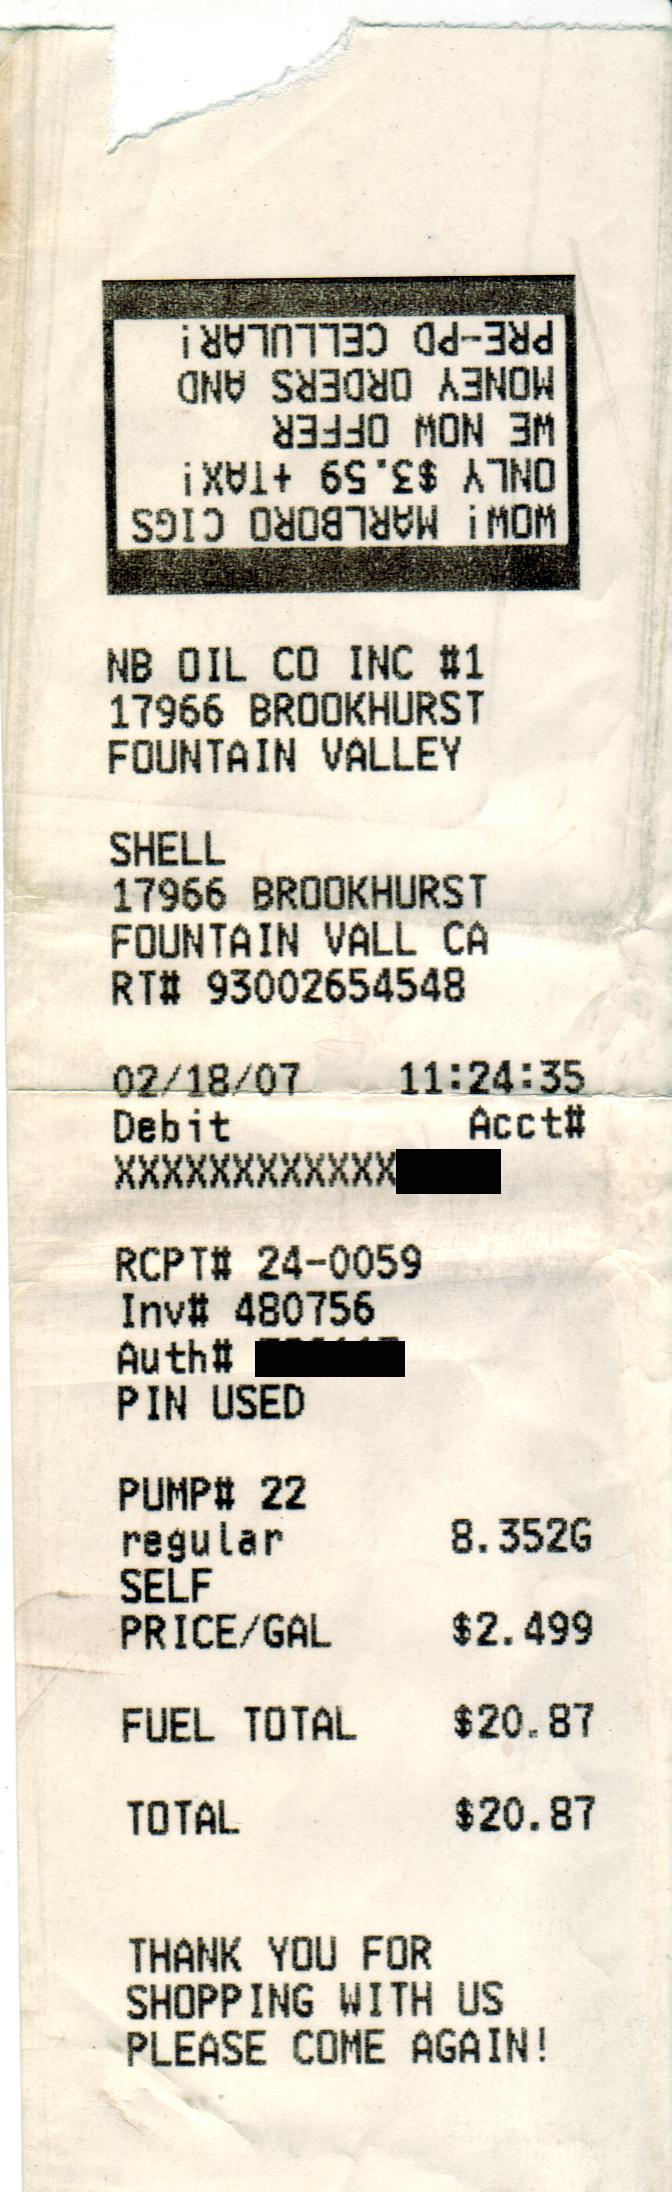 WOW! MARLBORO CIGS
ONLY $3.59 +TAX!
WE NOW OFFER
MONEY ORDERS AND
PRE-PD CELLULAR!
NB OIL CO INC #1
17966 BROOKHURST
FOUNTAIN VALLEY
SHELL
17966 BROOKHURST
FOUNTAIN VALL CA
RT# 93002654548
02/18/07 11:24:35
Debit Acct#
XXXXXXXXXXXX
RCPT# 24-0059
Inv# 480756
Auth#
PIN USED
PUMP# 22
regular 8.352G
SELF
PRICE/GAL $2.499
FUEL TOTAL $20.87
TOTAL $20.87
THANK YOU FOR
SHOPPING WITH US
PLEASE COME AGAIN!